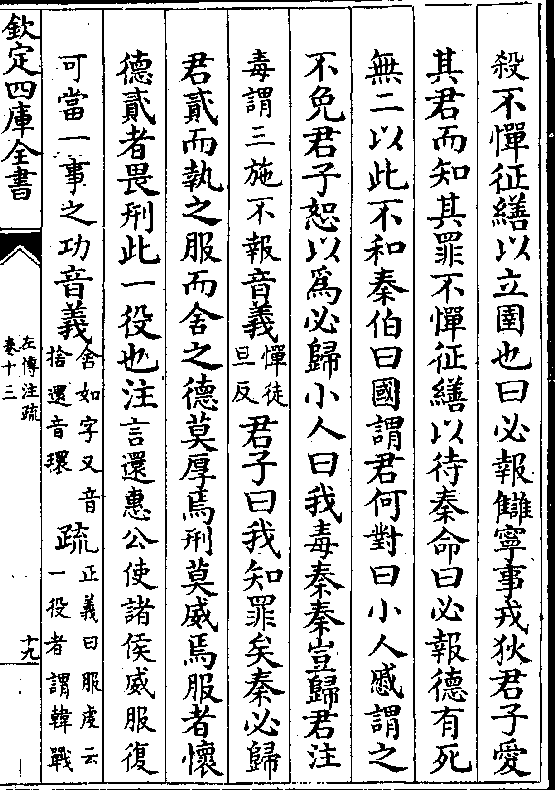 殺不憚征繕以立圉也曰必報讎寧事戎狄君子愛
其君而知其罪不憚征繕以待秦命曰必報德有死
無二以此不和秦伯曰國謂君何對曰小人慼謂之
不免君子恕以為必歸小人曰我毒秦秦豈歸君注
毒謂三施不報音義憚徒旦反君子曰我知罪矣秦必歸
君貳而執之服而舍之德莫厚焉刑莫威焉服者懷
德貳者畏刑此一役也注言還惠公使諸侯威服復
可當一事之功音義舍如字又音捨還音環疏正義曰服虔云一役者謂韓戰
欽定四庫全書
左傳注疏
卷十三
十九